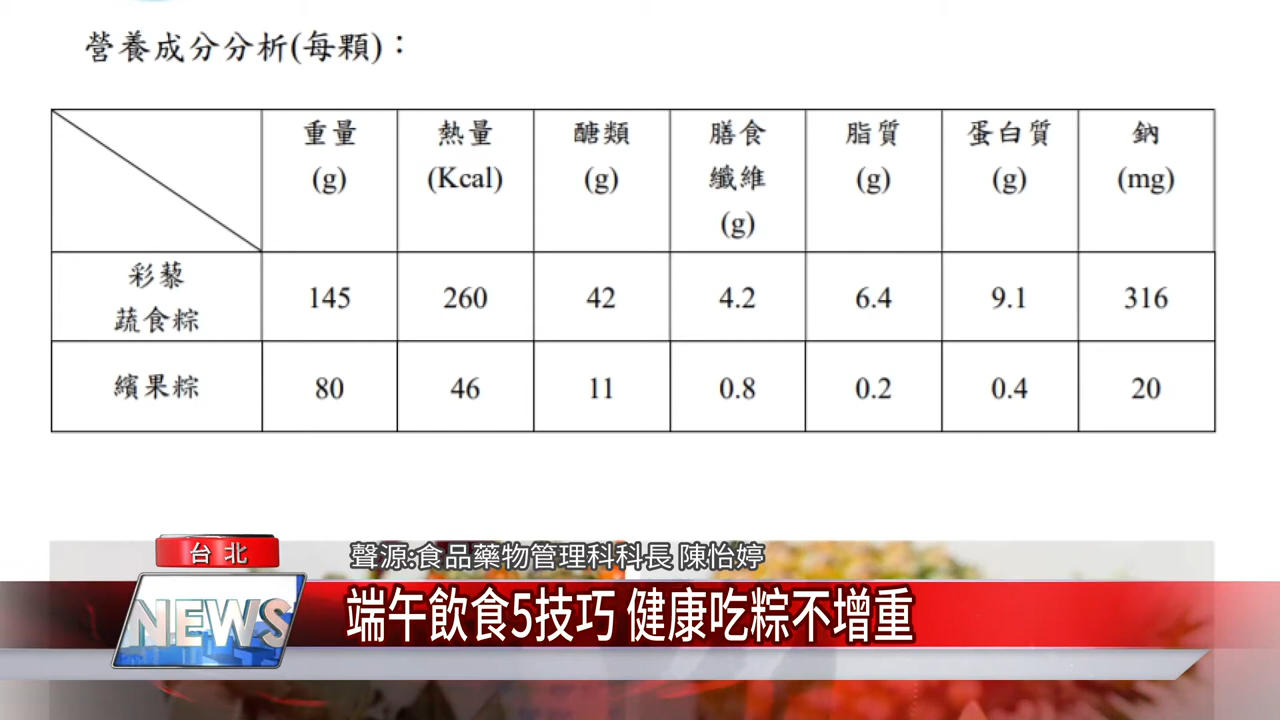 營養成分分析(每顆)：
重量 (g) 熱量 (Kcal) 醣類 (g) 膳食 纖維 (g) 脂質 (g) 蛋白質 (g) 鈉 (mg)
彩藜 蔬食粽 145 260 42 4.2 6.4 9.1 316
繽果粽 80 46 11 0.8 0.2 0.4 20
台北
聲源:食品藥物管理科科長 陳怡婷
NEWS
端午飲食5技巧 健康吃粽不增重